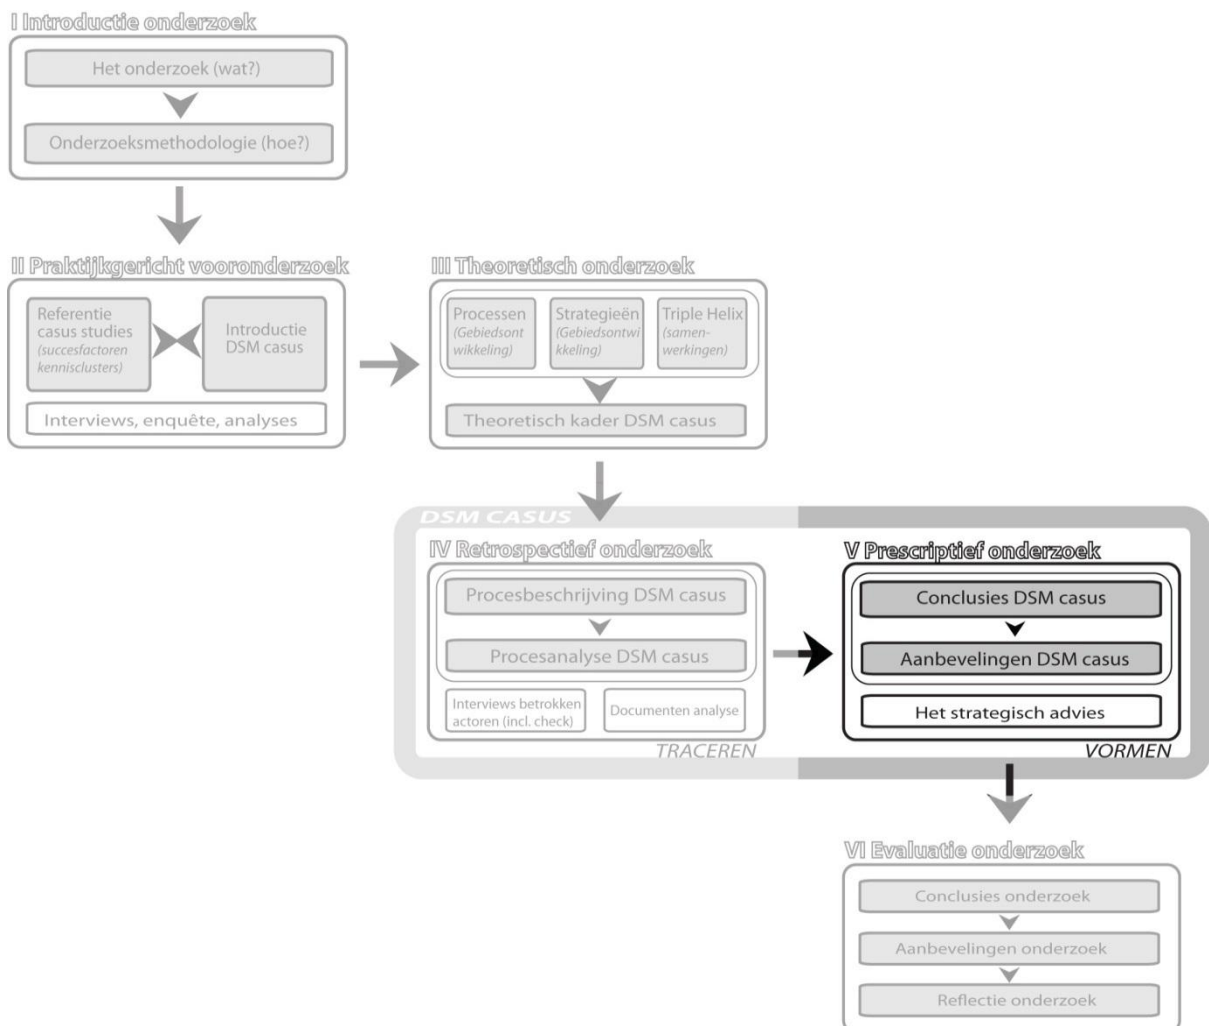 I Introductie onderzoek
Het onderzoek (wat?)
Onderzoeksmethodologie (hoe?)
II Praktijkgericht vooronderzoek
Referentie
casus studies
(succesfactoren
kennisclusters)
Introductie
DSM casus
Interviews, enquête, analyses
III Theoretisch onderzoek
Processen
(Gebiedsont
wikkeling)
Strategieën
(Gebiedsontwi
kkeling)
Triple Helix
(samen-
werkingen)
Theoretisch kader DSM casus
DSM CASUS
IV Retrospectief onderzoek
Procesbeschrijving DSM casus
Procesanalyse DSM casus
Interviews betrokken
actoren (incl. check)
Documenten analyse
TRACEREN
V Prescriptief onderzoek
Conclusies DSM casus
Aanbevelingen DSM casus
Het strategisch advies
VORMEN
VI Evaluatie onderzoek
Conclusies onderzoek
Aanbevelingen onderzoek
Reflectie onderzoek